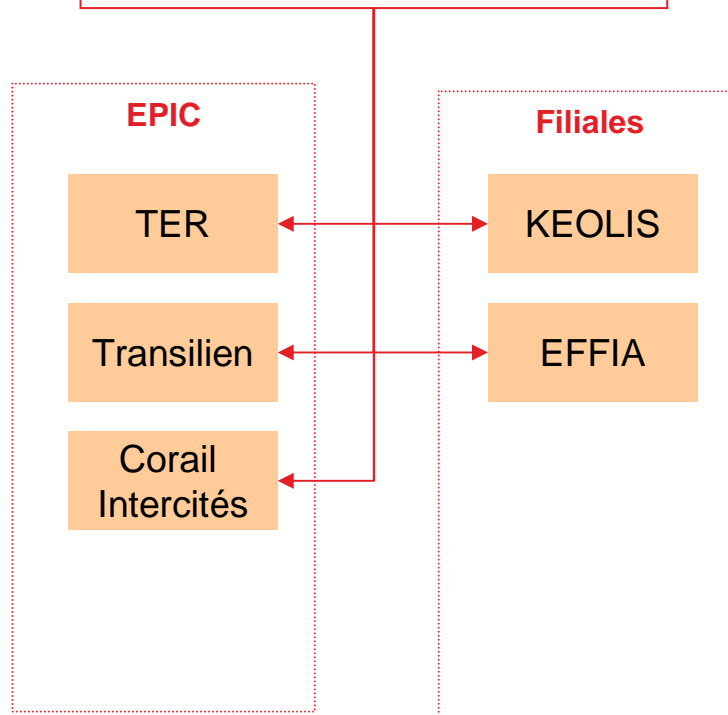 EPIC
Filiales
TER
KEOLIS
Transilien
EFFIA
Corail
Intercités